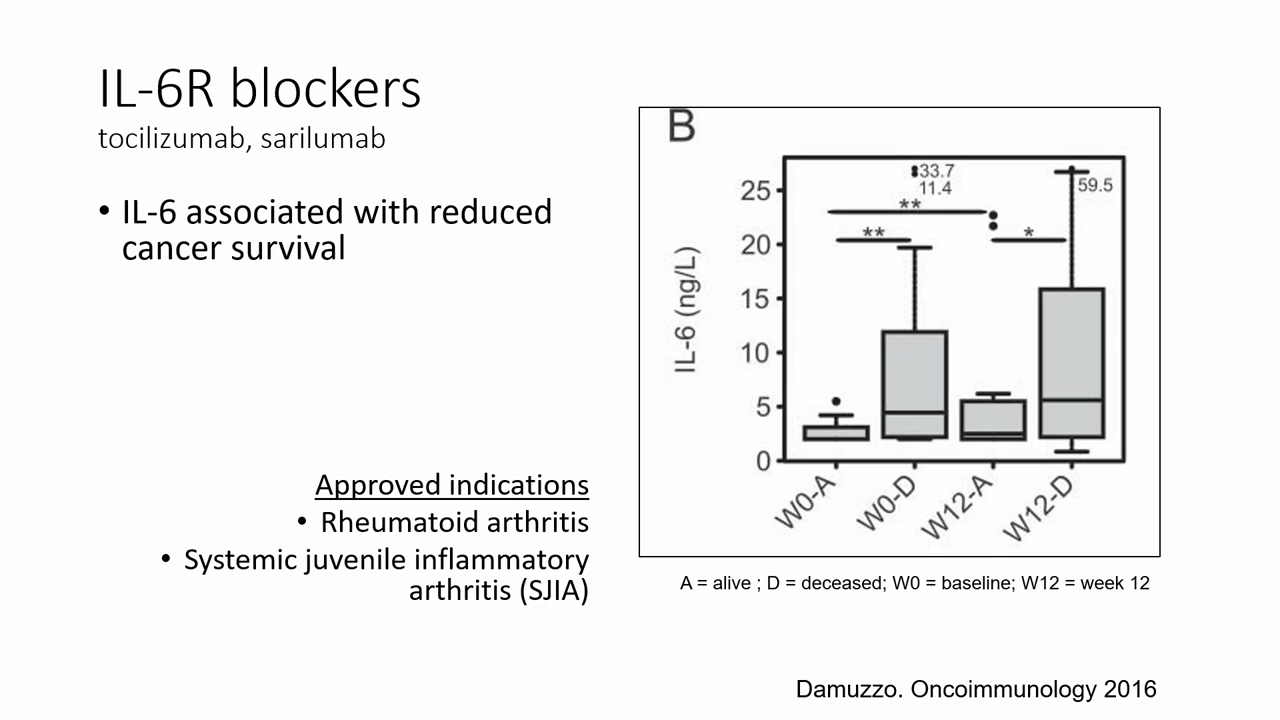 IL-6R blockers
tocilizumab, sarilumab
• IL-6 associated with reduced
cancer survival
Approved indications
• Rheumatoid arthritis
• Systemic juvenile inflammatory
arthritis (SJIA)
B
33.7
11.4
59.5
**
**
*
IL-6 (ng/L)
25
20
15
10
5
0
W0-A
W0-D
W12-A
W12-D
A = alive ; D = deceased; W0 = baseline; W12 = week 12
Damuzzo. Oncoimmunology 2016